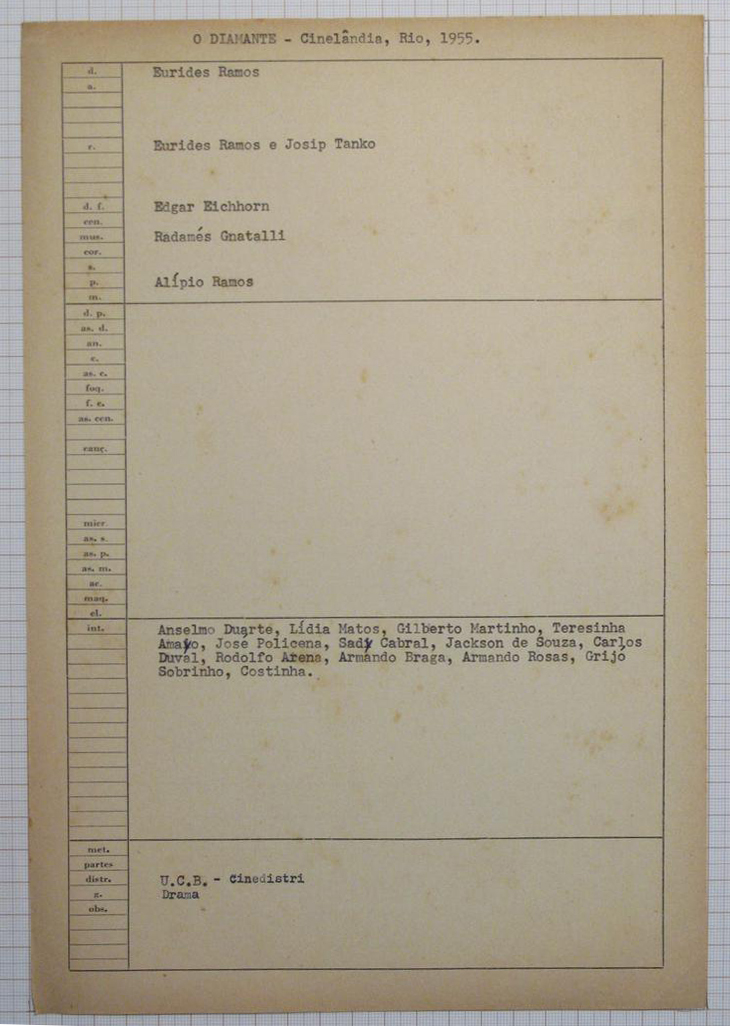 O DIAMANTE - Cinelândia, Rio, 1955.
d. Eurides Ramos
a.
r. Eurides Ramos e Josip Tanko
d. f. Edgar Eichhorn
cen.
mus. Radamés Gnatalli
cor.
s.
p. Alípio Ramos
m.
d. p.
as. d.
an.
c.
as. c.
foq.
f. e.
as. cen.
canç.
micr.
as. s.
as. p.
as. m.
ar.
maq.
el.
int. Anselmo Duarte, Lídia Matos, Gilberto Martinho, Teresinha
Amayo, José Policena, Sady Cabral, Jackson de Souza, Carlos
Duval, Rodolfo Arena, Armando Braga, Armando Rosas, Grijó
Sobrinho, Costinha.
met.
partes
distr. U.C.B. - Cinedistri
g. Drama
obs.